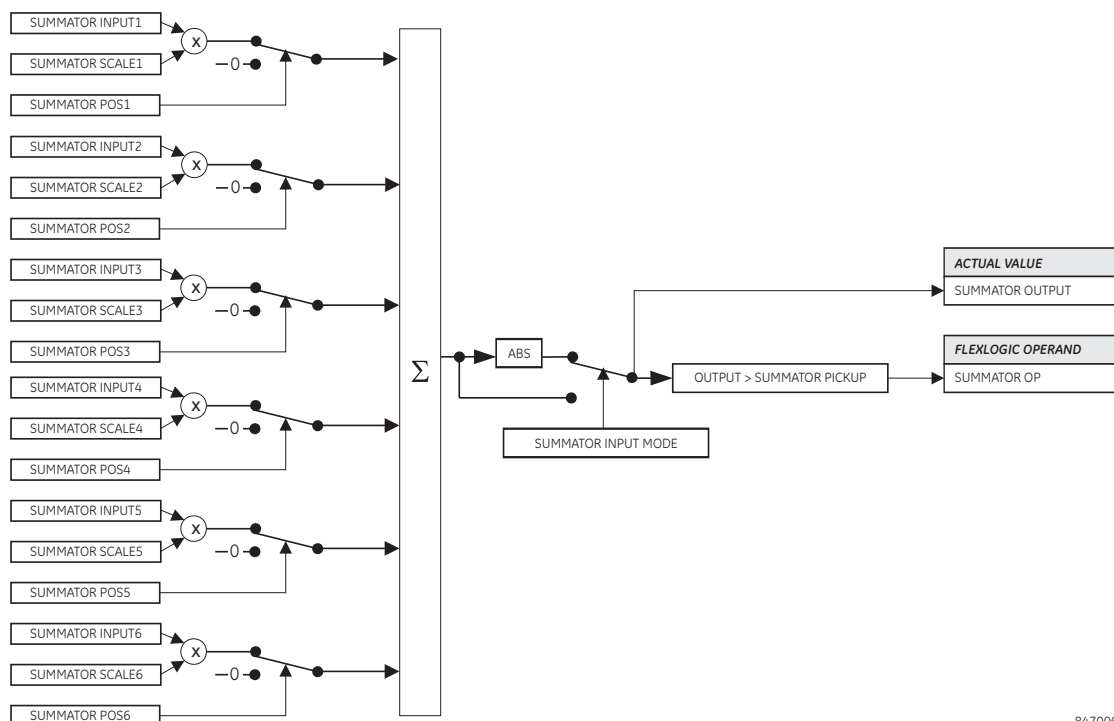 SUMMATOR INPUT1
X
SUMMATOR SCALE1
0
SUMMATOR POS1
SUMMATOR INPUT2
X
SUMMATOR SCALE2
0
SUMMATOR POS2
SUMMATOR INPUT3
X
SUMMATOR SCALE3
0
SUMMATOR POS3
SUMMATOR INPUT4
X
SUMMATOR SCALE4
0
SUMMATOR POS4
SUMMATOR INPUT5
X
SUMMATOR SCALE5
0
SUMMATOR POS5
SUMMATOR INPUT6
X
SUMMATOR SCALE6
0
SUMMATOR POS6
Σ
ABS
SUMMATOR INPUT MODE
OUTPUT > SUMMATOR PICKUP
ACTUAL VALUE
SUMMATOR OUTPUT
FLEXLOGIC OPERAND
SUMMATOR OP